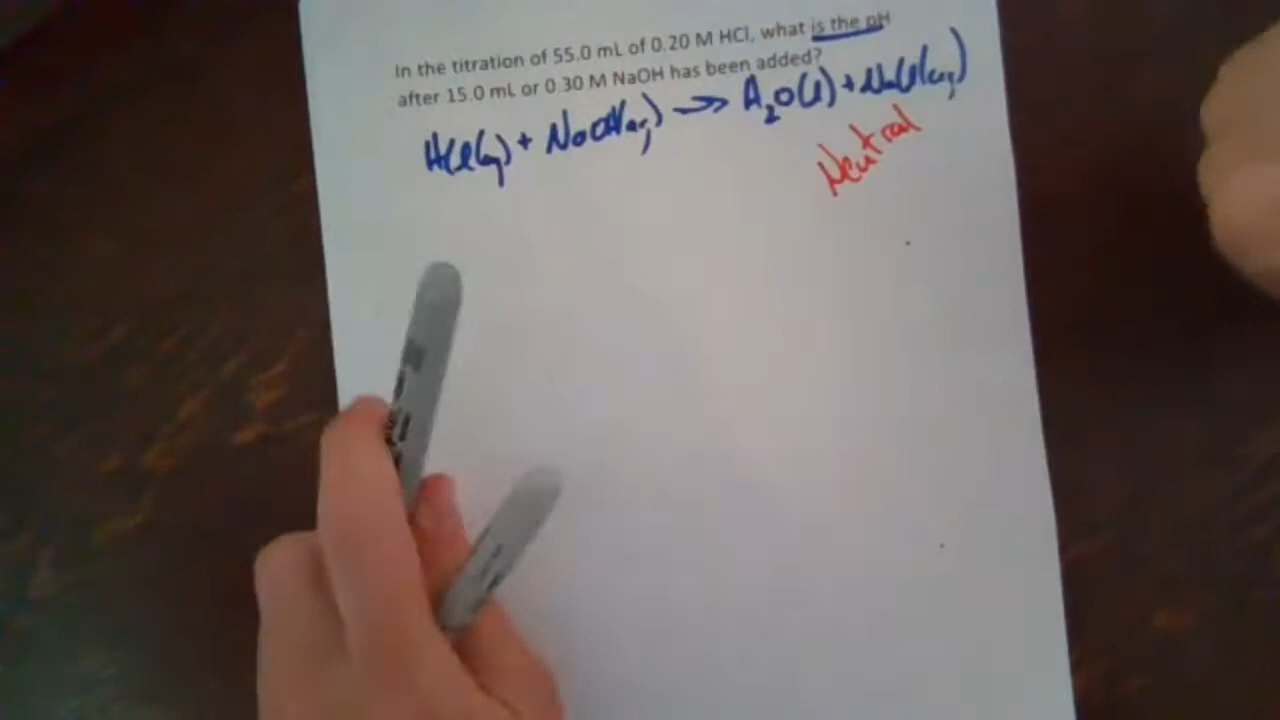 In the titration of 55.0 mL of 0.20 M HCl, what is the pH
after 15.0 mL or 0.30 M NaOH has been added?
HCl(aq) + NaOH(aq) → H₂O(l) + NaCl(aq)
Neutral